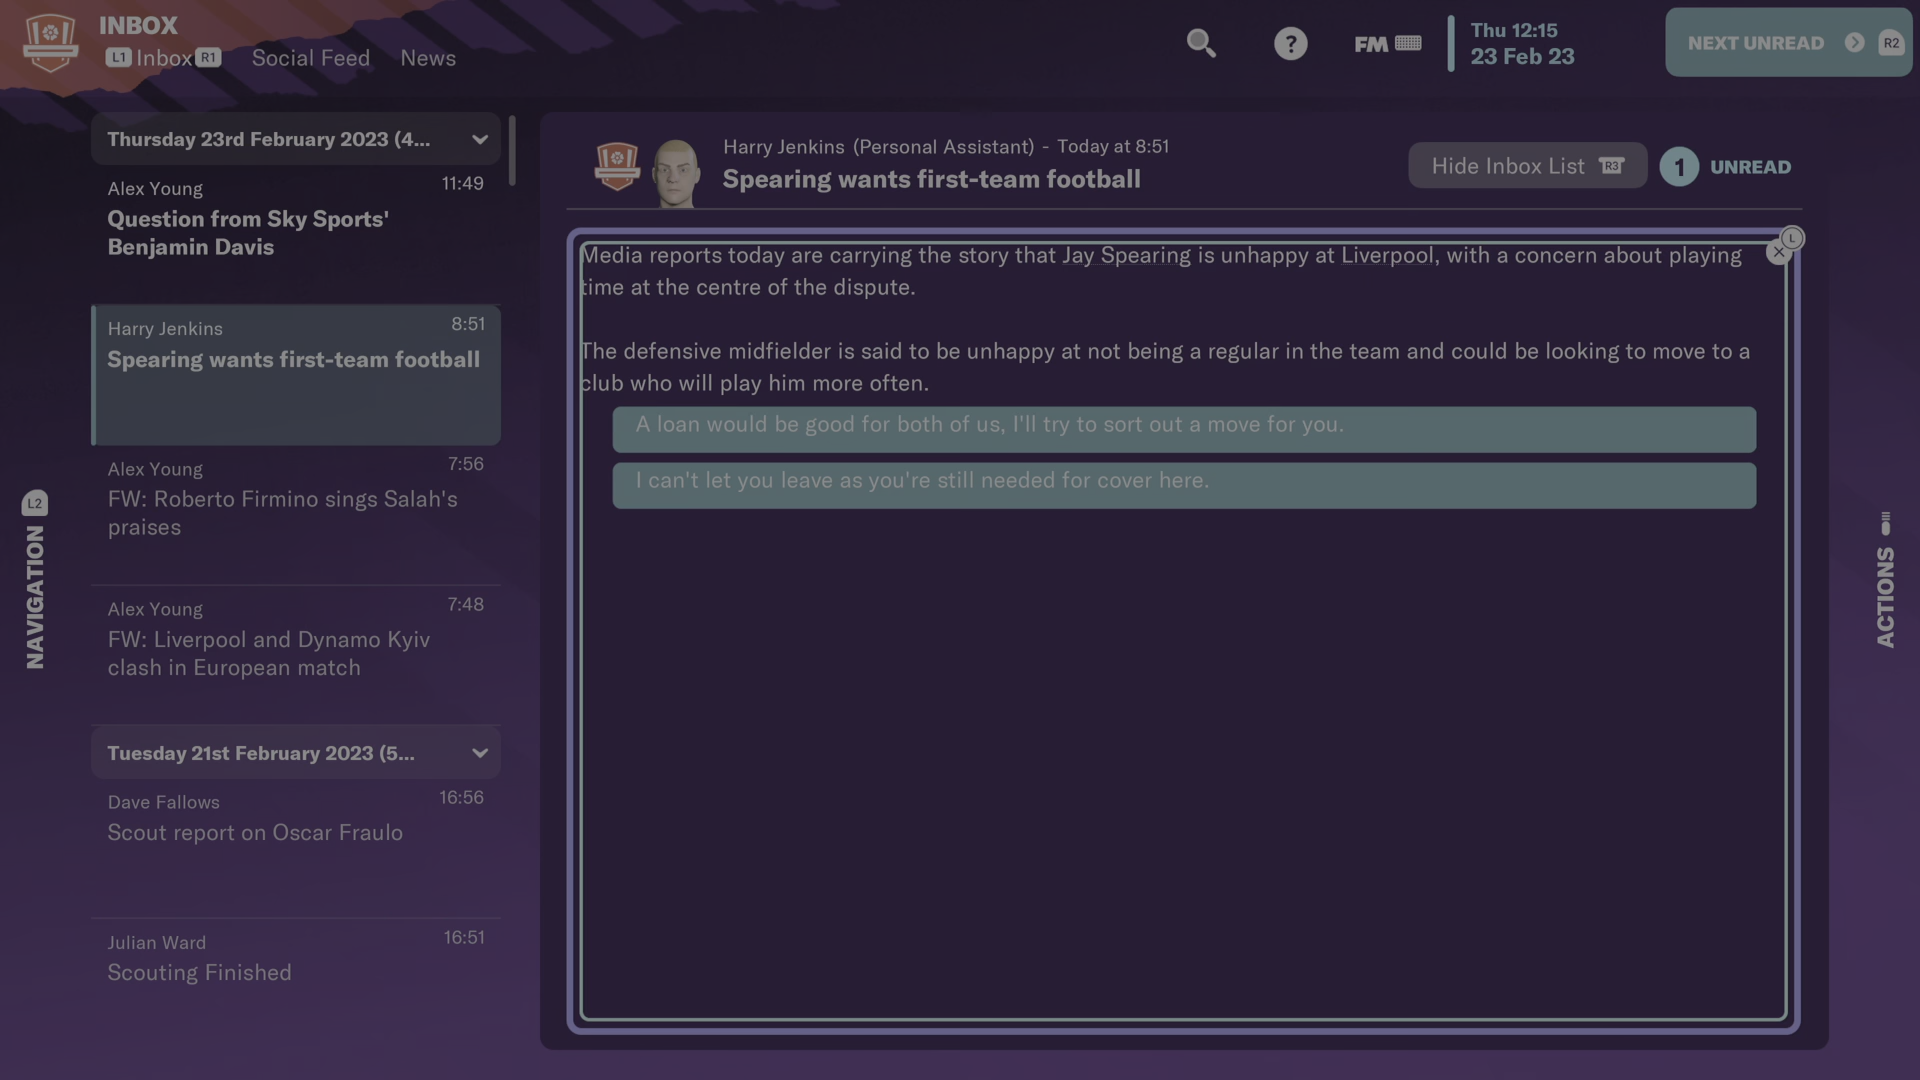 INBOX
L1 Inbox R1 Social Feed News
? FM
Thu 12:15
23 Feb 23
NEXT UNREAD R2
Thursday 23rd February 2023 (4...
Alex Young 11:49
Question from Sky Sports'
Benjamin Davis
Harry Jenkins 8:51
Spearing wants first-team football
Alex Young 7:56
FW: Roberto Firmino sings Salah's
praises
Alex Young 7:48
FW: Liverpool and Dynamo Kyiv
clash in European match
Tuesday 21st February 2023 (5...
Dave Fallows 16:56
Scout report on Oscar Fraulo
Julian Ward 16:51
Scouting Finished
L2
NAVIGATION
Harry Jenkins (Personal Assistant) - Today at 8:51
Spearing wants first-team football
Hide Inbox List R3 1 UNREAD
L
Media reports today are carrying the story that Jay Spearing is unhappy at Liverpool, with a concern about playing
time at the centre of the dispute.
The defensive midfielder is said to be unhappy at not being a regular in the team and could be looking to move to a
club who will play him more often.
A loan would be good for both of us, I'll try to sort out a move for you.
I can't let you leave as you're still needed for cover here.
ACTIONS